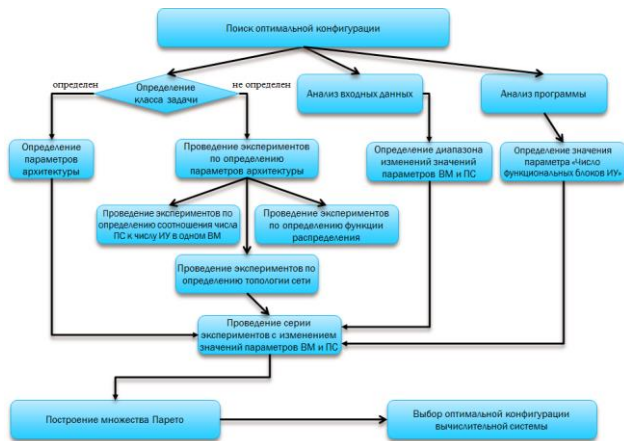 Поиск оптимальной конфигурации
определен
Определение
класса задачи
не определен
Анализ входных данных
Анализ программы
Определение
параметров
архитектуры
Проведение экспериментов
по определению
параметров архитектуры
Определение диапазона
изменений значений
параметров ВМ и ПС
Определение значения
параметра «Число
функциональных блоков ИУ»
Проведение экспериментов по
определению соотношения числа
ПС к числу ИУ в одном ВМ
Проведение экспериментов
по определению функции
распределения
Проведение экспериментов по
определению топологии сети
Проведение серии
экспериментов с изменением
значений параметров ВМ и ПС
Построение множества Парето
Выбор оптимальной конфигурации
вычислительной системы